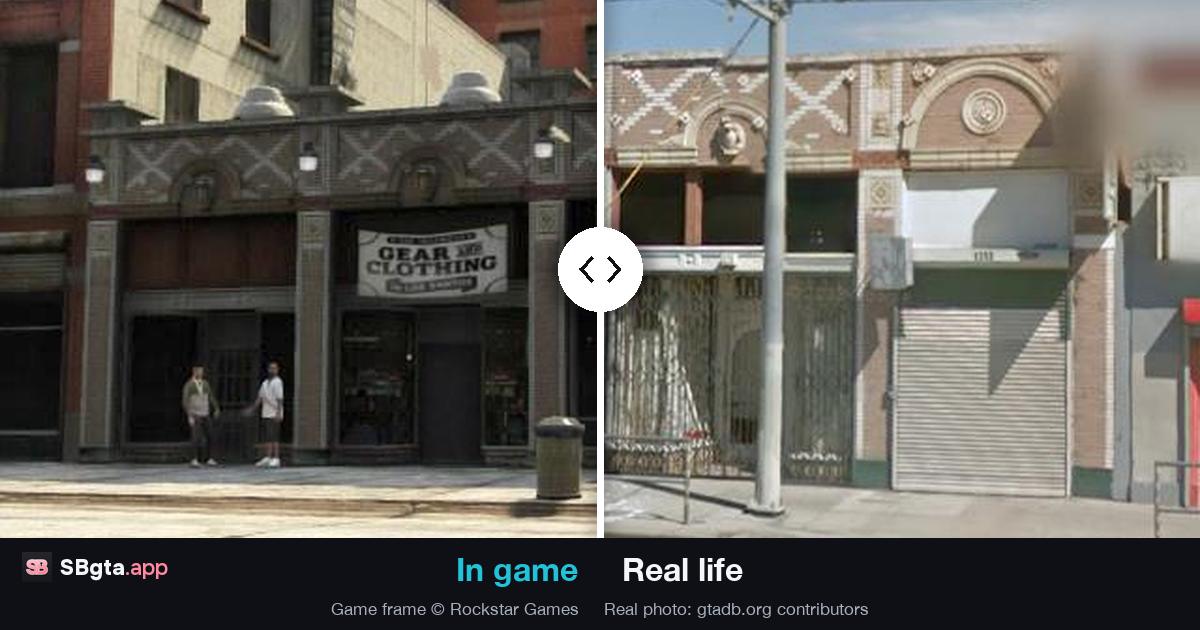 GEAR AND
CLOTHING
SB SBgta.app
In game
Real life
Game frame © Rockstar Games
Real photo: gtadb.org contributors